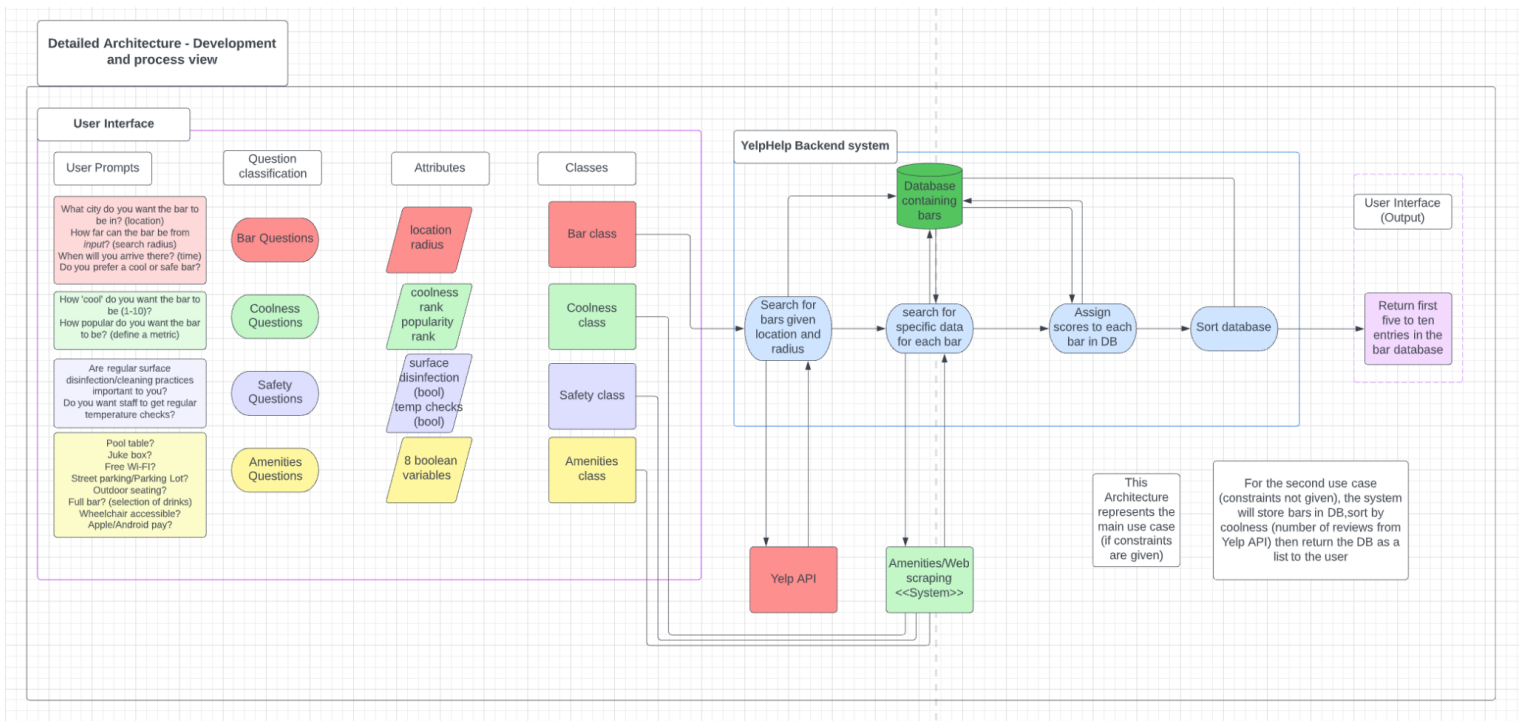 Detailed Architecture - Development
and process view
User Interface
User Prompts
Question
classification
Attributes
Classes
What city do you want the bar to
be in? (location)
How far can the bar be from
input? (search radius)
When will you arrive there? (time)
Do you prefer a cool or safe bar?
Bar Questions
location
radius
Bar class
How 'cool' do you want the bar to
be (1-10)?
How popular do you want the bar
to be? (define a metric)
Coolness
Questions
coolness
rank
popularity
rank
Coolness
class
Are regular surface
disinfection/cleaning practices
important to you?
Do you want staff to get regular
temperature checks?
Safety
Questions
surface
disinfection
(bool)
temp checks
(bool)
Safety class
Pool table?
Juke box?
Free Wi-FI?
Street parking/Parking Lot?
Outdoor seating?
Full bar? (selection of drinks)
Wheelchair accessible?
Apple/Android pay?
Amenities
Questions
8 boolean
variables
Amenities
class
YelpHelp Backend system
Database
containing
bars
Search for
bars given
location and
radius
search for
specific data
for each bar
Assign
scores to each
bar in DB
Sort database
User Interface
(Output)
Return first
five to ten
entries in the
bar database
Yelp API
Amenities/Web
scraping
<<System>>
This
Architecture
represents the
main use case
(if constraints
are given)
For the second use case
(constraints not given), the system
will store bars in DB,sort by
coolness (number of reviews from
Yelp API) then return the DB as a
list to the user